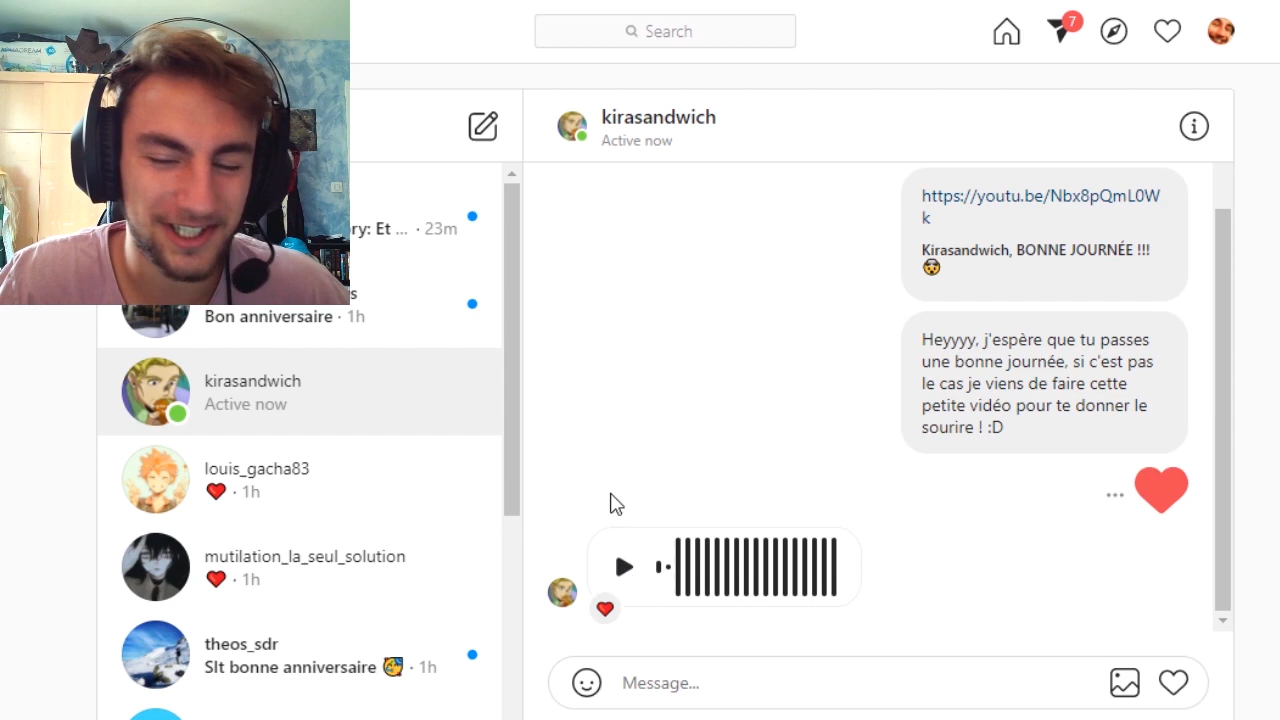 Search
7
kirasandwich
Active now
https://youtu.be/Nbx8pQmL0W
k
Kirasandwich, BONNE JOURNÉE !!!
🤯
Heyyyy, j'espère que tu passes
une bonne journée, si c'est pas
le cas je viens de faire cette
petite vidéo pour te donner le
sourire ! :D
ry: Et ... · 23m
s
Bon anniversaire · 1h
kirasandwich
Active now
louis_gacha83
❤️ · 1h
mutilation_la_seul_solution
❤️ · 1h
theos_sdr
Slt bonne anniversaire 🥳 · 1h
Message...